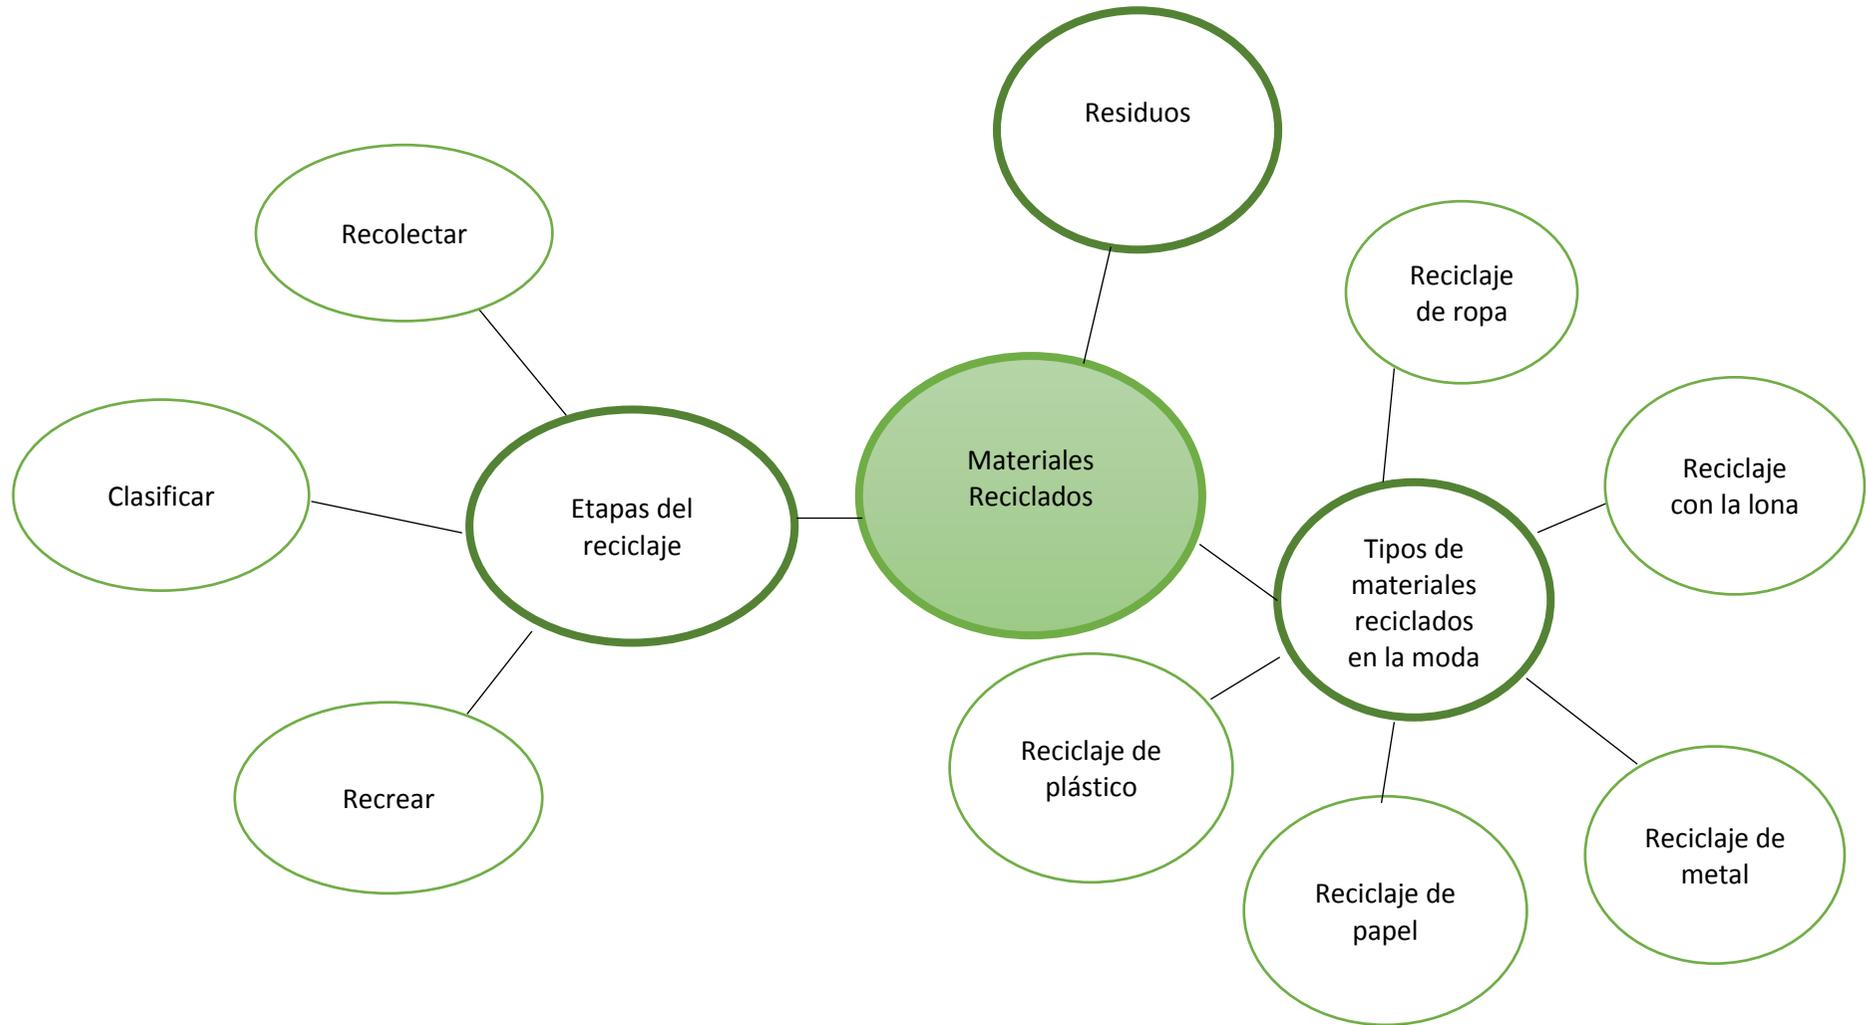 Residuos
Recolectar
Reciclaje
de ropa
Materiales
Reciclados
Reciclaje
con la lona
Clasificar
Etapas del
reciclaje
Tipos de
materiales
reciclados
en la moda
Reciclaje de
plástico
Recrear
Reciclaje de
metal
Reciclaje de
papel